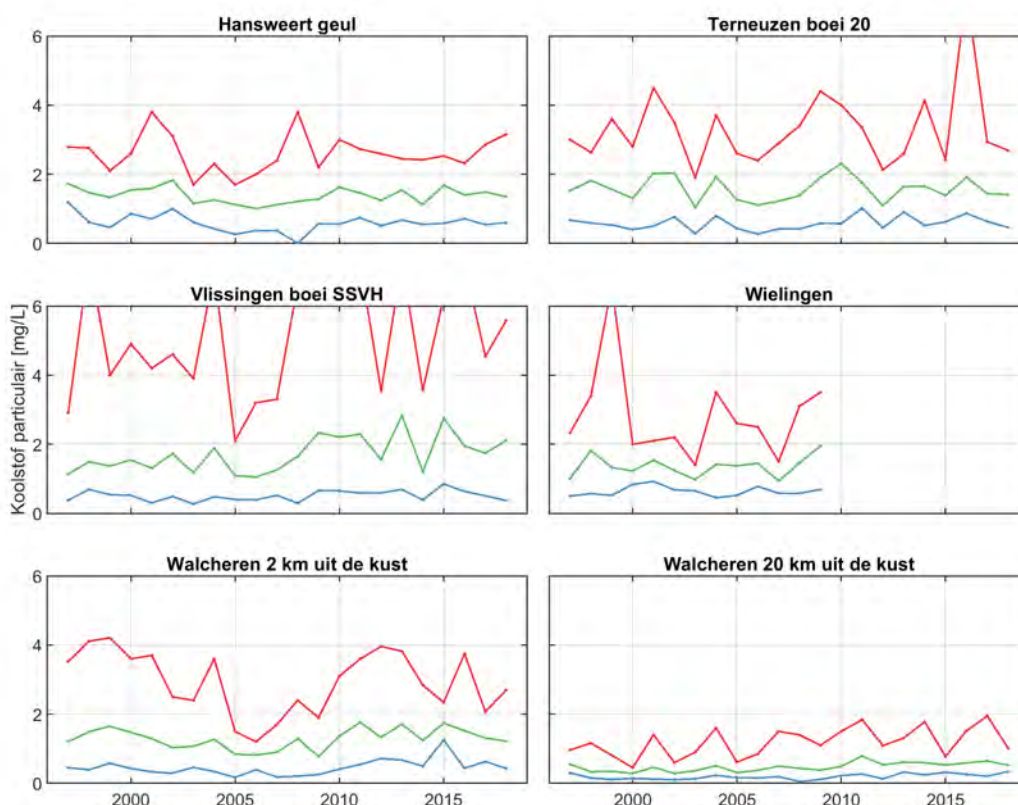 Hansweert geul
Terneuzen boei 20
6
4
2
0
Vlissingen boei SSVH
Wielingen
Koolstof particulair [mg/L]
6
4
2
0
Walcheren 2 km uit de kust
Walcheren 20 km uit de kust
6
4
2
0
2000 2005 2010 2015 2000 2005 2010 2015